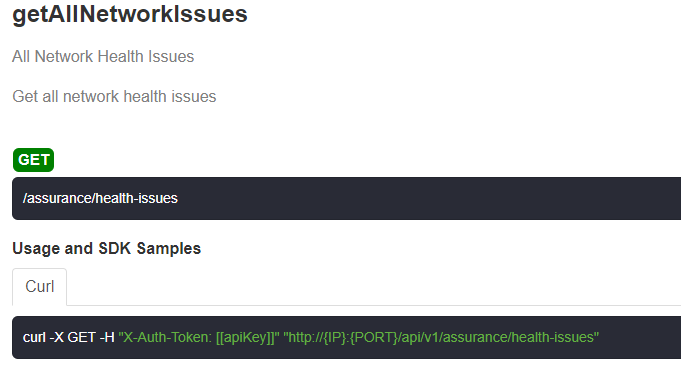 getAllNetworkIssues
All Network Health Issues
Get all network health issues
GET
/assurance/health-issues
Usage and SDK Samples
Curl
curl -X GET -H "X-Auth-Token: [[apiKey]]" "http://{IP}:{PORT}/api/v1/assurance/health-issues"